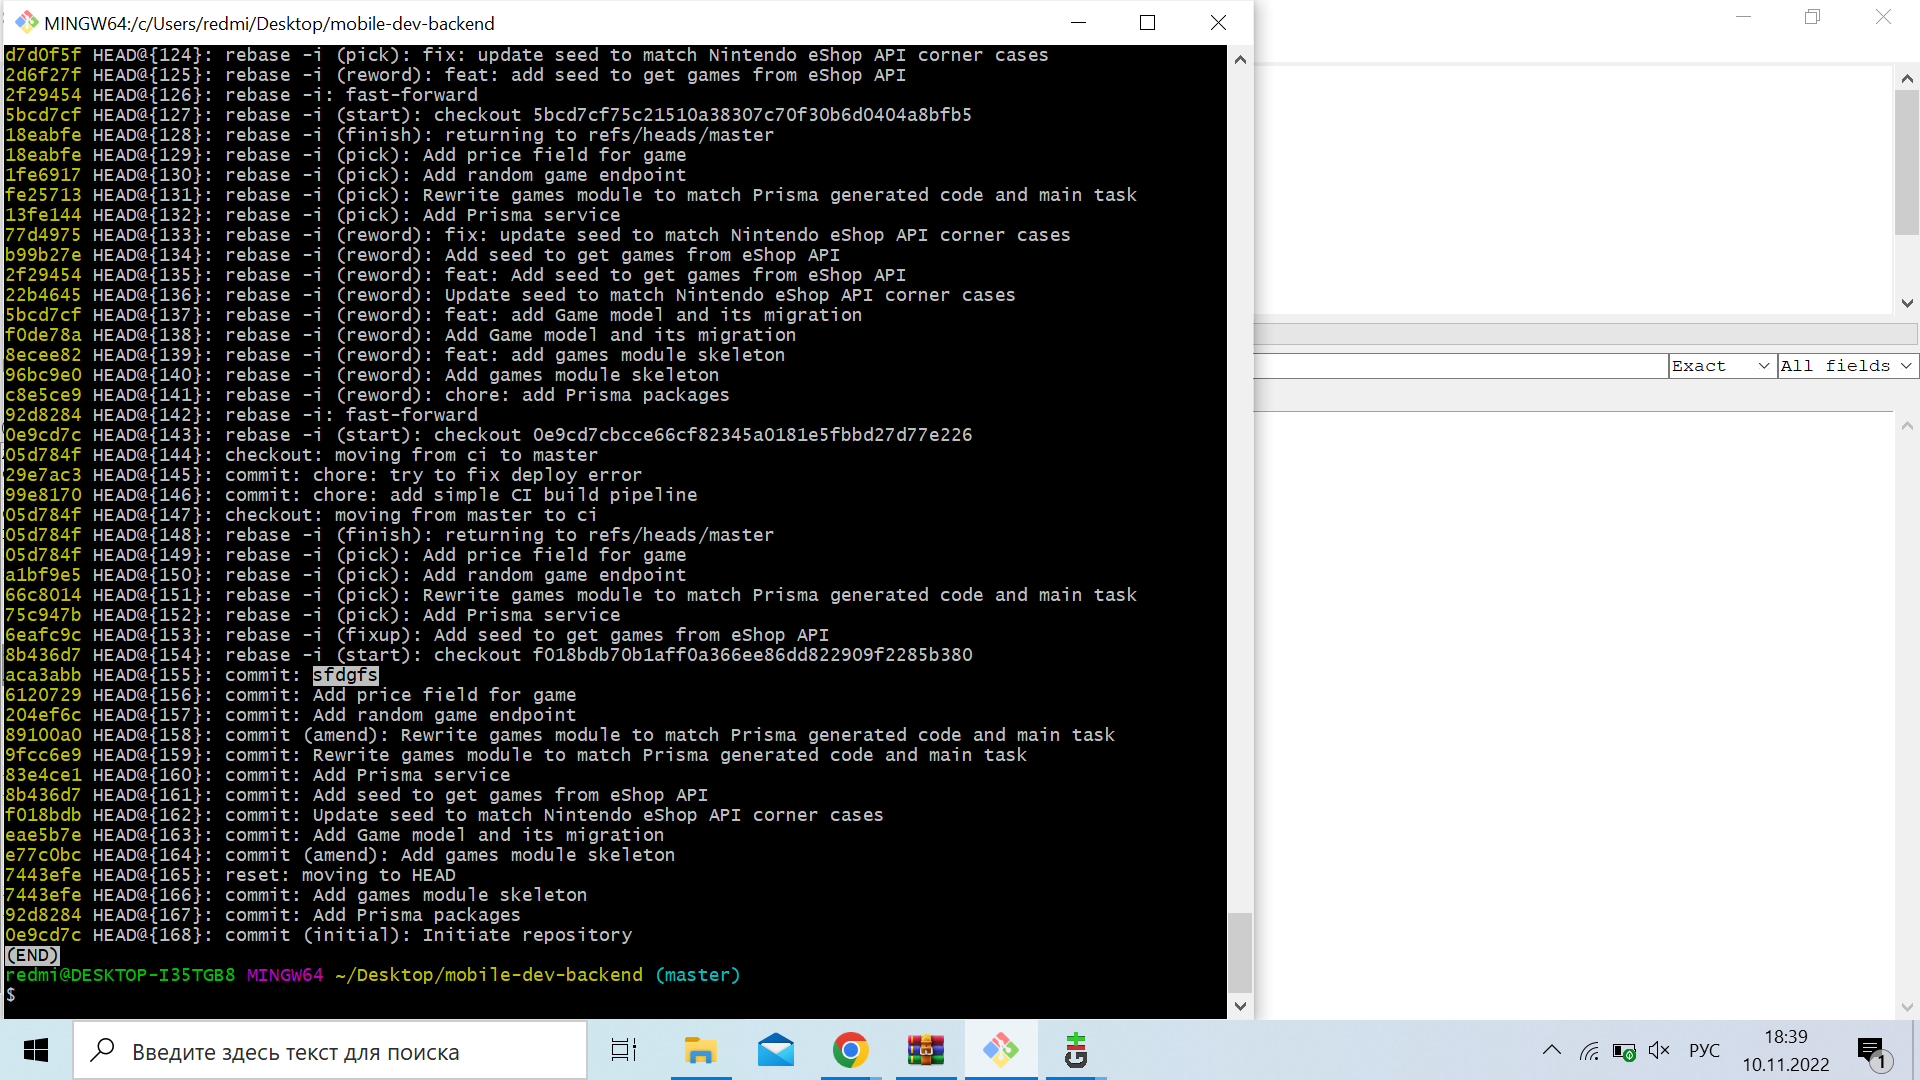 MINGW64:/c/Users/redmi/Desktop/mobile-dev-backend
d7d0f5f HEAD@{124}: rebase -i (pick): fix: update seed to match Nintendo eShop API corner cases
2d6f27f HEAD@{125}: rebase -i (reword): feat: add seed to get games from eShop API
2f29454 HEAD@{126}: rebase -i: fast-forward
5bcd7cf HEAD@{127}: rebase -i (start): checkout 5bcd7cf75c21510a38307c70f30b6d0404a8bfb5
18eabfe HEAD@{128}: rebase -i (finish): returning to refs/heads/master
18eabfe HEAD@{129}: rebase -i (pick): Add price field for game
1fe6917 HEAD@{130}: rebase -i (pick): Add random game endpoint
fe25713 HEAD@{131}: rebase -i (pick): Rewrite games module to match Prisma generated code and main task
13fe144 HEAD@{132}: rebase -i (pick): Add Prisma service
77d4975 HEAD@{133}: rebase -i (reword): fix: update seed to match Nintendo eShop API corner cases
b99b27e HEAD@{134}: rebase -i (reword): Add seed to get games from eShop API
2f29454 HEAD@{135}: rebase -i (reword): feat: Add seed to get games from eShop API
22b4645 HEAD@{136}: rebase -i (reword): Update seed to match Nintendo eShop API corner cases
5bcd7cf HEAD@{137}: rebase -i (reword): feat: add Game model and its migration
f0de78a HEAD@{138}: rebase -i (reword): Add Game model and its migration
8ecee82 HEAD@{139}: rebase -i (reword): feat: add games module skeleton
96bc9e0 HEAD@{140}: rebase -i (reword): Add games module skeleton
c8e5ce9 HEAD@{141}: rebase -i (reword): chore: add Prisma packages
92d8284 HEAD@{142}: rebase -i: fast-forward
0e9cd7c HEAD@{143}: rebase -i (start): checkout 0e9cd7cbcce66cf82345a0181e5fbbd27d77e226
05d784f HEAD@{144}: checkout: moving from ci to master
29e7ac3 HEAD@{145}: commit: chore: try to fix deploy error
99e8170 HEAD@{146}: commit: chore: add simple CI build pipeline
05d784f HEAD@{147}: checkout: moving from master to ci
05d784f HEAD@{148}: rebase -i (finish): returning to refs/heads/master
05d784f HEAD@{149}: rebase -i (pick): Add price field for game
a1bf9e5 HEAD@{150}: rebase -i (pick): Add random game endpoint
66c8014 HEAD@{151}: rebase -i (pick): Rewrite games module to match Prisma generated code and main task
75c947b HEAD@{152}: rebase -i (pick): Add Prisma service
6eafc9c HEAD@{153}: rebase -i (fixup): Add seed to get games from eShop API
8b436d7 HEAD@{154}: rebase -i (start): checkout f018bdb70b1aff0a366ee86dd822909f2285b380
aca3abb HEAD@{155}: commit: sfdgfs
6120729 HEAD@{156}: commit: Add price field for game
204ef6c HEAD@{157}: commit: Add random game endpoint
89100a0 HEAD@{158}: commit (amend): Rewrite games module to match Prisma generated code and main task
9fcc6e9 HEAD@{159}: commit: Rewrite games module to match Prisma generated code and main task
83e4ce1 HEAD@{160}: commit: Add Prisma service
8b436d7 HEAD@{161}: commit: Add seed to get games from eShop API
f018bdb HEAD@{162}: commit: Update seed to match Nintendo eShop API corner cases
eae5b7e HEAD@{163}: commit: Add Game model and its migration
e77c0bc HEAD@{164}: commit (amend): Add games module skeleton
7443efe HEAD@{165}: reset: moving to HEAD
7443efe HEAD@{166}: commit: Add games module skeleton
92d8284 HEAD@{167}: commit: Add Prisma packages
0e9cd7c HEAD@{168}: commit (initial): Initiate repository
(END)
redmi@DESKTOP-I35TGB8 MINGW64 ~/Desktop/mobile-dev-backend (master)
$
Exact
All fields
Введите здесь текст для поиска
РУС
18:39
10.11.2022
1